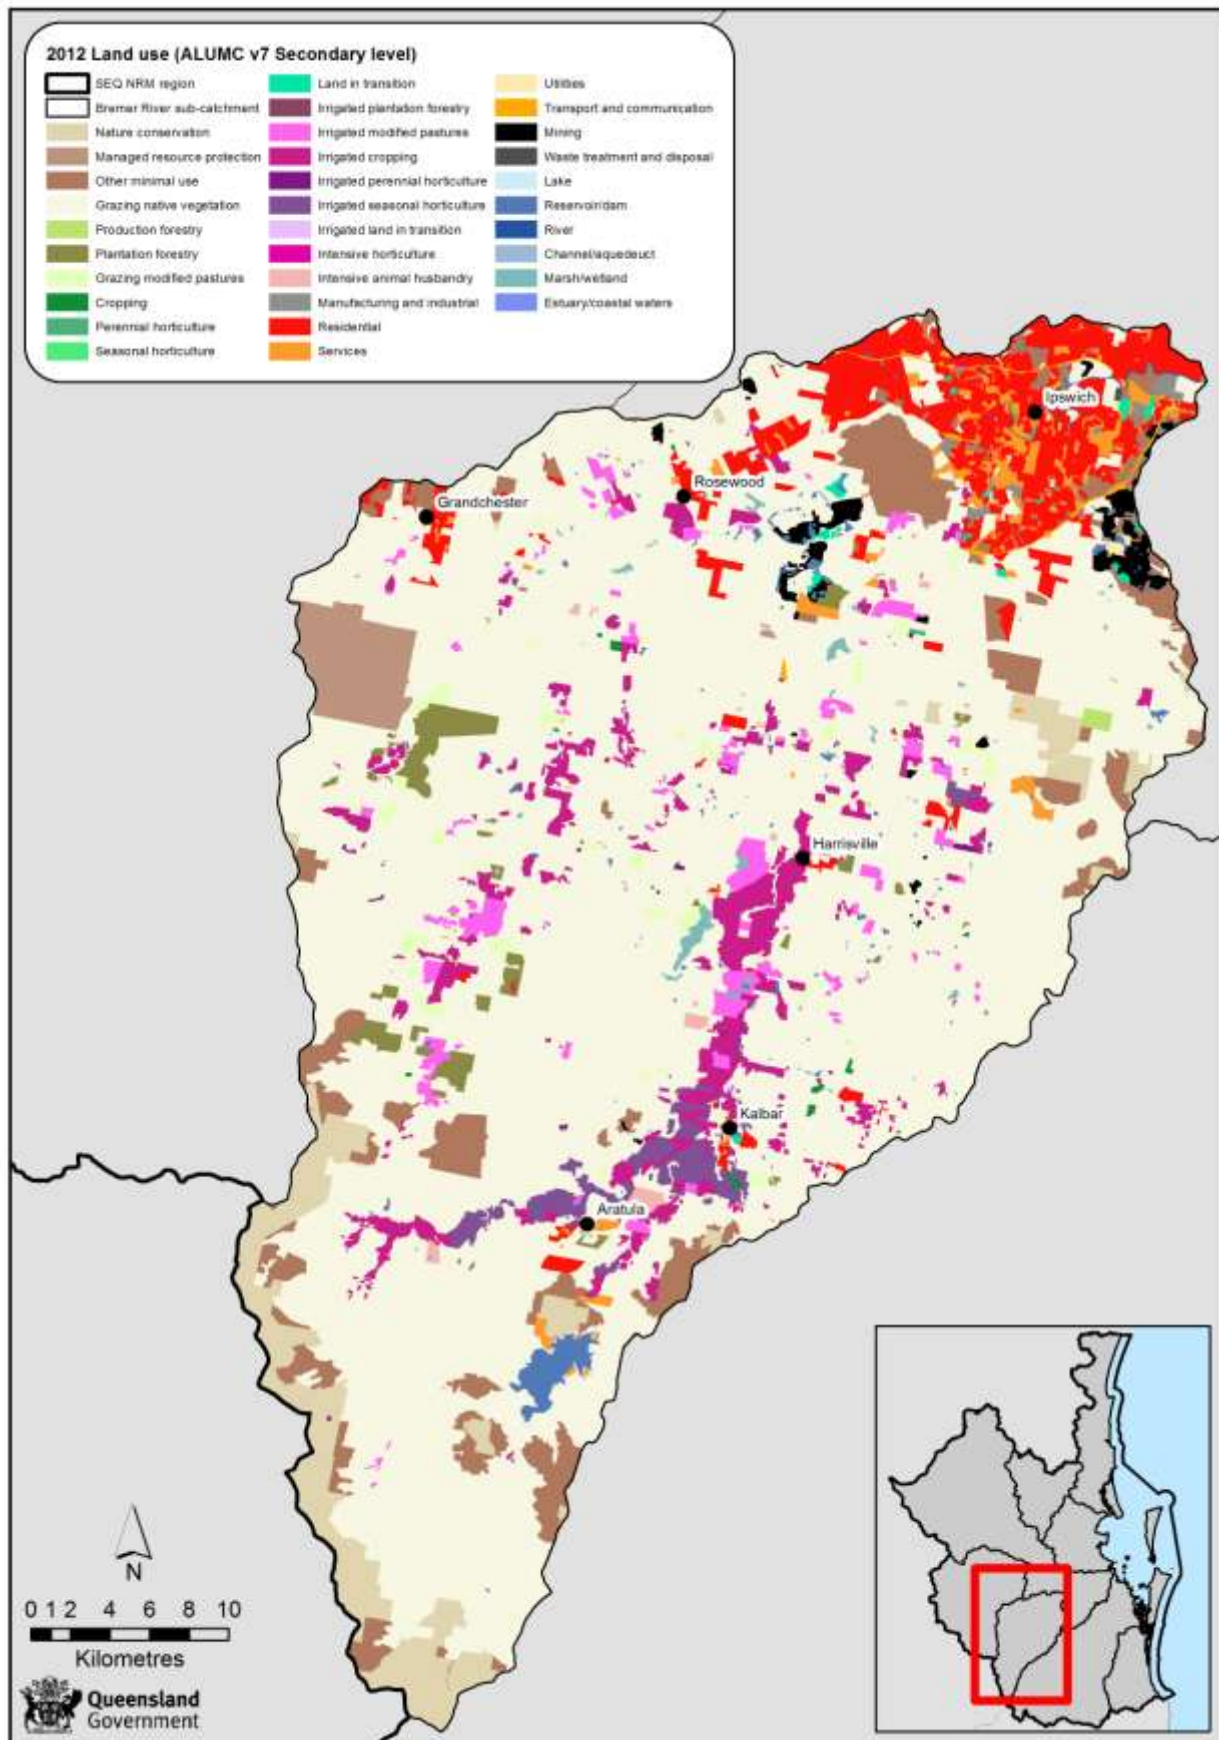 2012 Land use (ALUMC v7 Secondary level)
SEQ NRM region
Bremer River sub-catchment
Nature conservation
Managed resource protection
Other minimal use
Grazing native vegetation
Production forestry
Plantation forestry
Grazing modified pastures
Cropping
Perennial horticulture
Seasonal horticulture
Land in transition
Irrigated plantation forestry
Irrigated modified pastures
Irrigated cropping
Irrigated perennial horticulture
Irrigated seasonal horticulture
Irrigated land in transition
Intensive horticulture
Intensive animal husbandry
Manufacturing and industrial
Residential
Services
Utilities
Transport and communication
Mining
Waste treatment and disposal
Lake
Reservoir/dam
River
Channel/aqueduct
Marsh/wetland
Estuary/coastal waters
Ipswich
Rosewood
Grandchester
Harrisville
Kalbar
Aratula
N
0 1 2 4 6 8 10
Kilometres
Queensland
Government